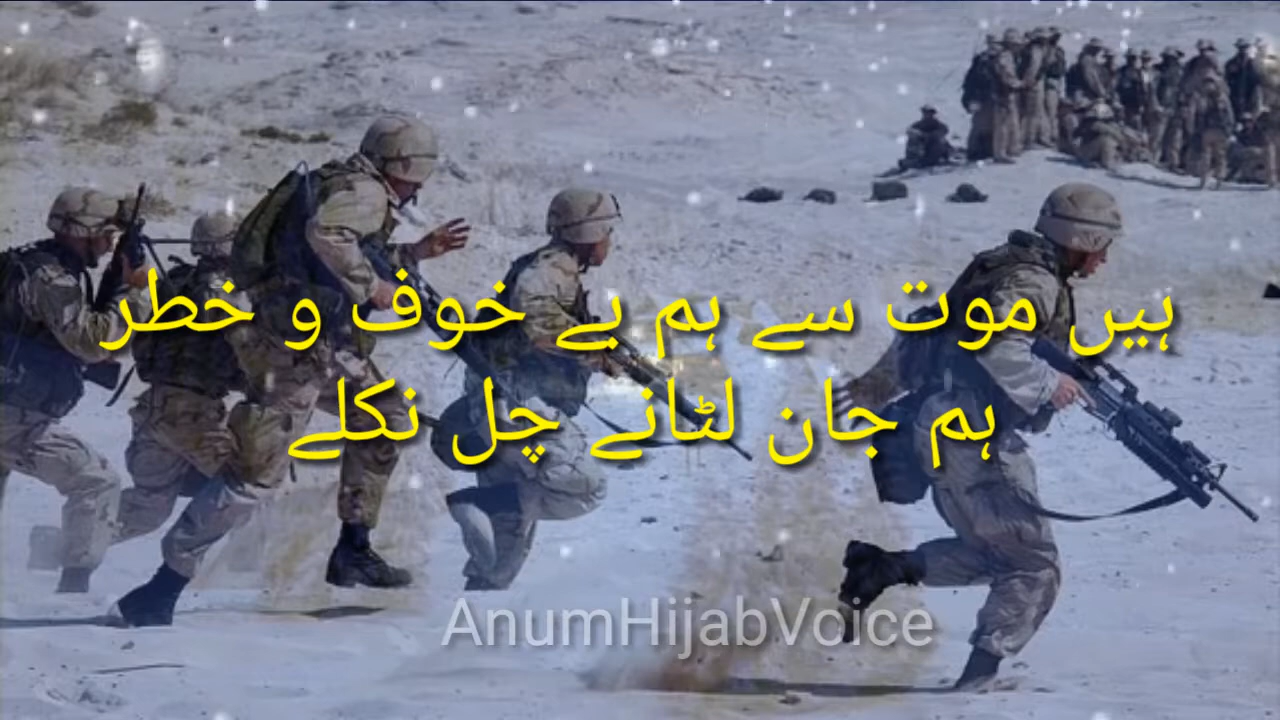 ہیں موت سے ہم بے خوف و خطر
ہم جان لٹانے چل نکلے
AnumHijabVoice